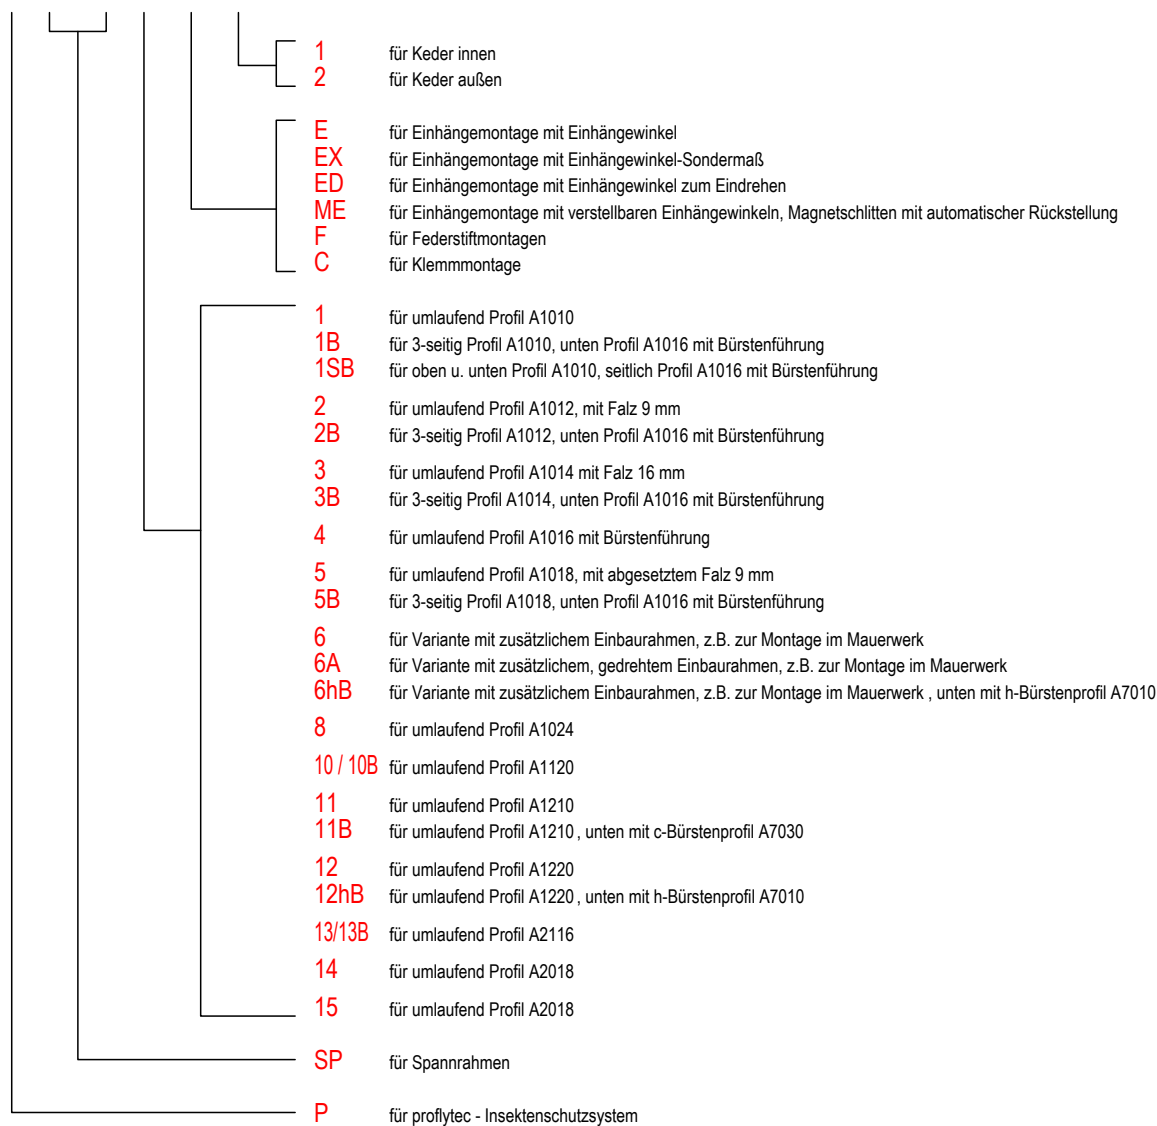 1 für Keder innen
2 für Keder außen
E für Einhängemontage mit Einhängewinkel
EX für Einhängemontage mit Einhängewinkel-Sondermaß
ED für Einhängemontage mit Einhängewinkel zum Eindrehen
ME für Einhängemontage mit verstellbaren Einhängewinkeln, Magnetschlitten mit automatischer Rückstellung
F für Federstiftmontagen
C für Klemmmontage
1 für umlaufend Profil A1010
1B für 3-seitig Profil A1010, unten Profil A1016 mit Bürstenführung
1SB für oben u. unten Profil A1010, seitlich Profil A1016 mit Bürstenführung
2 für umlaufend Profil A1012, mit Falz 9 mm
2B für 3-seitig Profil A1012, unten Profil A1016 mit Bürstenführung
3 für umlaufend Profil A1014 mit Falz 16 mm
3B für 3-seitig Profil A1014, unten Profil A1016 mit Bürstenführung
4 für umlaufend Profil A1016 mit Bürstenführung
5 für umlaufend Profil A1018, mit abgesetztem Falz 9 mm
5B für 3-seitig Profil A1018, unten Profil A1016 mit Bürstenführung
6 für Variante mit zusätzlichem Einbaurahmen, z.B. zur Montage im Mauerwerk
6A für Variante mit zusätzlichem, gedrehtem Einbaurahmen, z.B. zur Montage im Mauerwerk
6hB für Variante mit zusätzlichem Einbaurahmen, z.B. zur Montage im Mauerwerk , unten mit h-Bürstenprofil A7010
8 für umlaufend Profil A1024
10 / 10B für umlaufend Profil A1120
11 für umlaufend Profil A1210
11B für umlaufend Profil A1210 , unten mit c-Bürstenprofil A7030
12 für umlaufend Profil A1220
12hB für umlaufend Profil A1220 , unten mit h-Bürstenprofil A7010
13/13B für umlaufend Profil A2116
14 für umlaufend Profil A2018
15 für umlaufend Profil A2018
SP für Spannrahmen
P für proflytec - Insektenschutzsystem